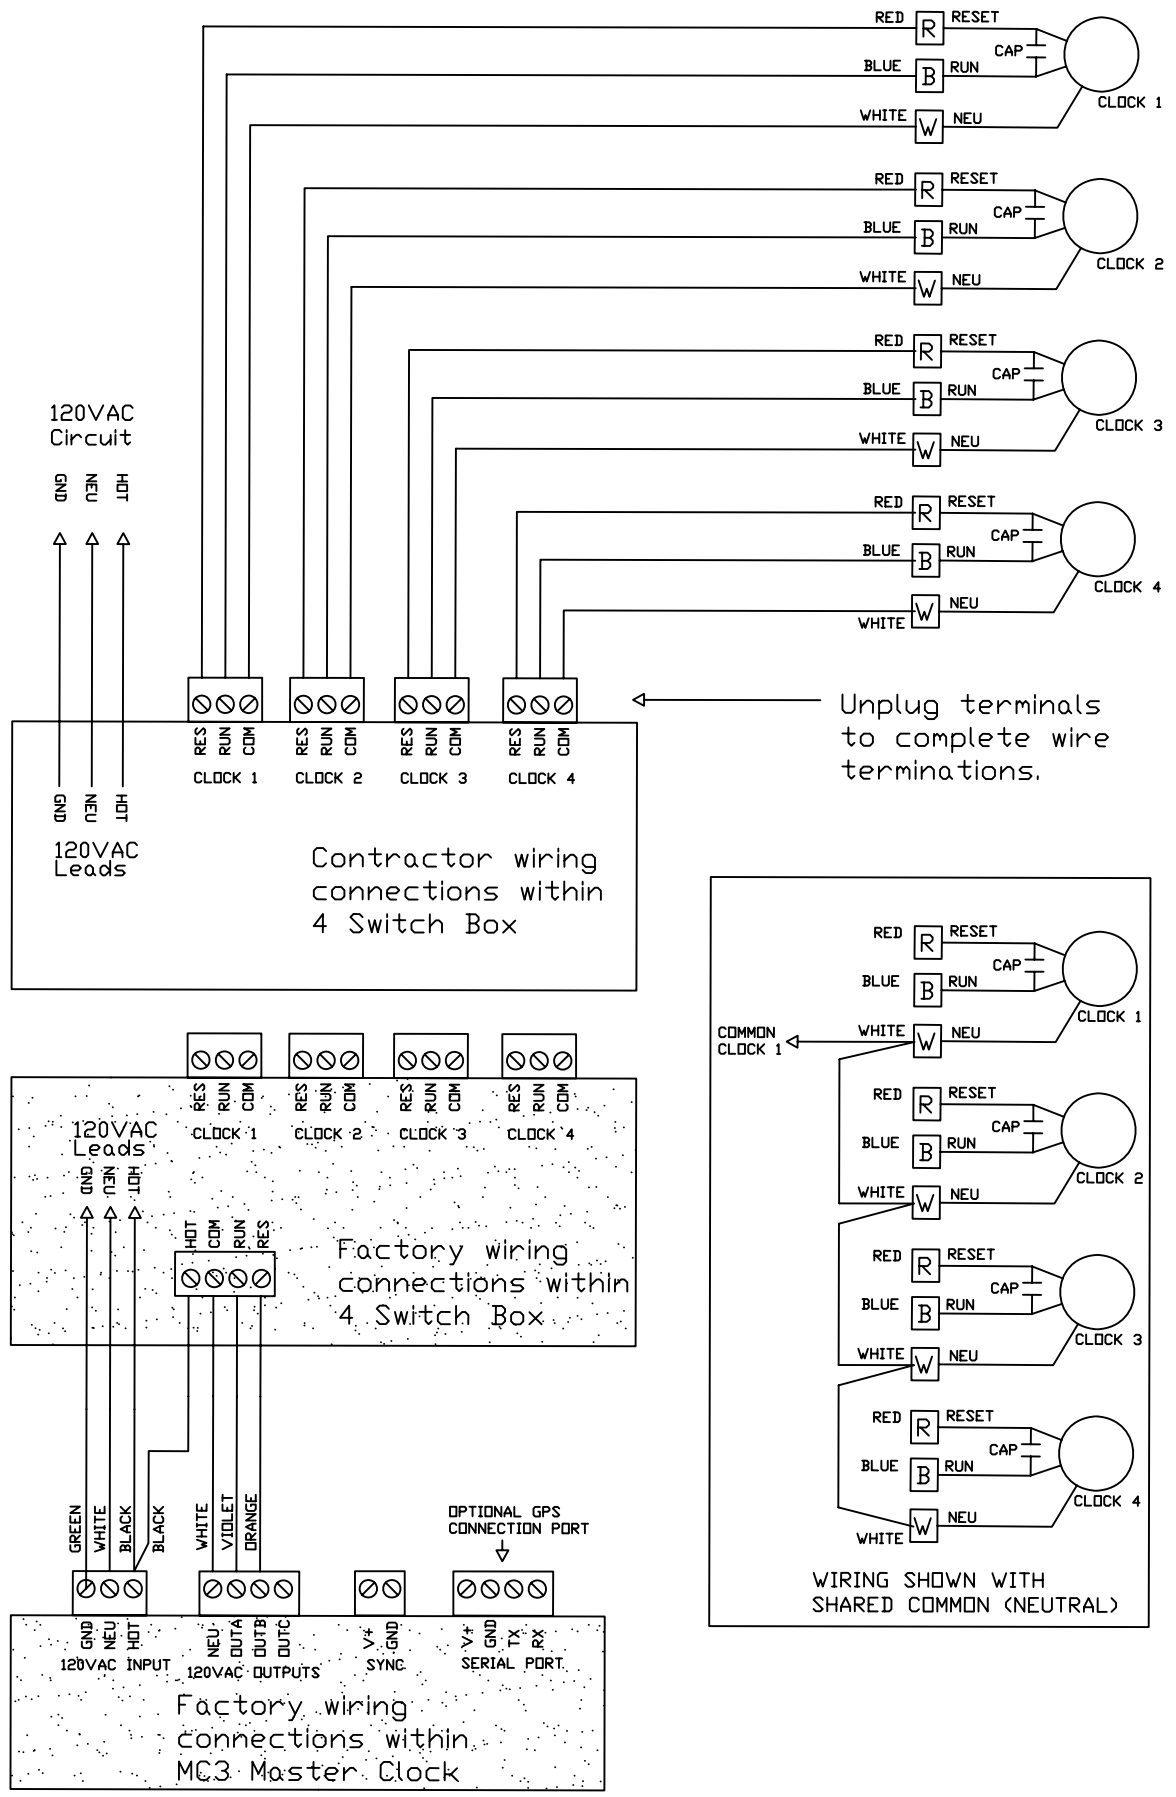 RED R RESET
CAP
BLUE B RUN
CLOCK 1
WHITE W NEU
RED R RESET
CAP
BLUE B RUN
CLOCK 2
WHITE W NEU
RED R RESET
CAP
BLUE B RUN
CLOCK 3
WHITE W NEU
RED R RESET
CAP
BLUE B RUN
CLOCK 4
W NEU
WHITE
120VAC
Circuit
GND NEU HOT
RES RUN COM
CLOCK 1
RES RUN COM
CLOCK 2
RES RUN COM
CLOCK 3
RES RUN COM
CLOCK 4
Unplug terminals
to complete wire
terminations.
GND NEU HOT
120VAC
Leads
Contractor wiring
connections within
4 Switch Box
RES RUN COM
CLOCK 1
RES RUN COM
CLOCK 2
RES RUN COM
CLOCK 3
RES RUN COM
CLOCK 4
120VAC
Leads
GND NEU HOT
HOT COM RUN RES
Factory wiring
connections within
4 Switch Box
GREEN WHITE BLACK BLACK
WHITE VIOLET ORANGE
OPTIONAL GPS
CONNECTION PORT
GND NEU HOT
120VAC INPUT
NEU OUTA OUTB OUTC
120VAC OUTPUTS
V+ GND
SYNC
V+ GND TX RX
SERIAL PORT
Factory wiring
connections within
MC3 Master Clock
RED R RESET
CAP
BLUE B RUN
CLOCK 1
COMMON
CLOCK 1
WHITE W NEU
RED R RESET
CAP
BLUE B RUN
CLOCK 2
WHITE W NEU
RED R RESET
CAP
BLUE B RUN
CLOCK 3
WHITE W NEU
RED R RESET
CAP
BLUE B RUN
CLOCK 4
W NEU
WHITE
WIRING SHOWN WITH
SHARED COMMON (NEUTRAL)